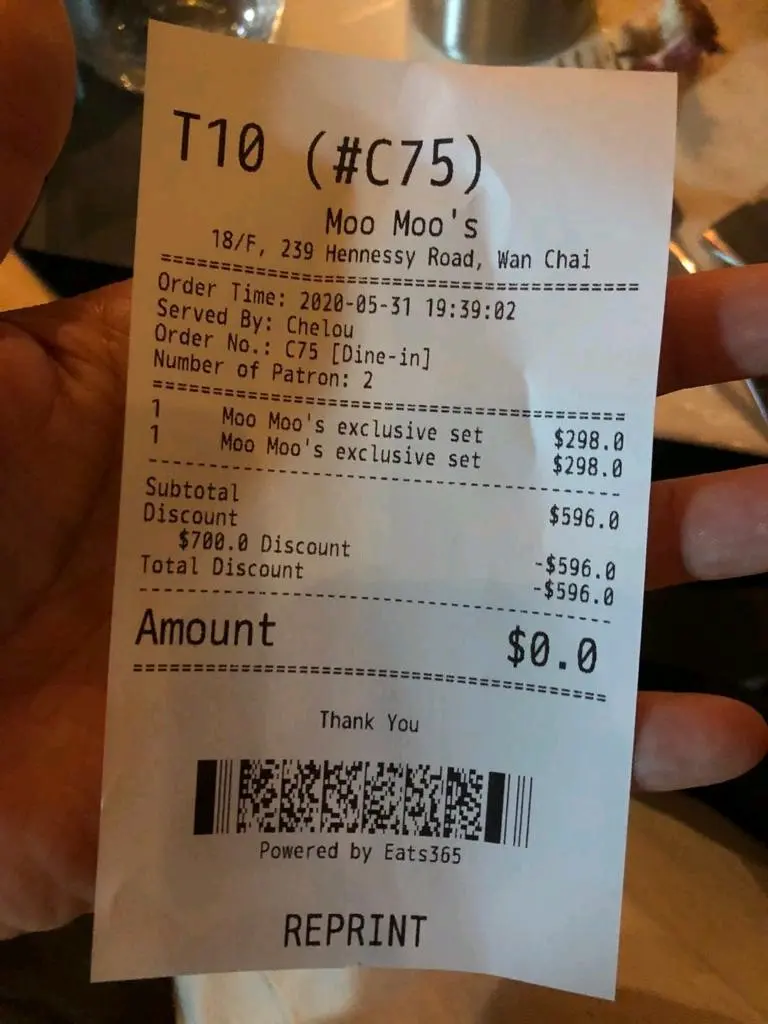 T10 (#C75)
Moo Moo's
18/F, 239 Hennessy Road, Wan Chai
========================================
Order Time: 2020-05-31 19:39:02
Served By: Chelou
Order No.: C75 [Dine-in]
Number of Patron: 2
========================================
1 Moo Moo's exclusive set $298.0
1 Moo Moo's exclusive set $298.0
----------------------------------------
Subtotal $596.0
Discount
$700.0 Discount -$596.0
Total Discount -$596.0
----------------------------------------
Amount $0.0
========================================
Thank You
Powered by Eats365
REPRINT